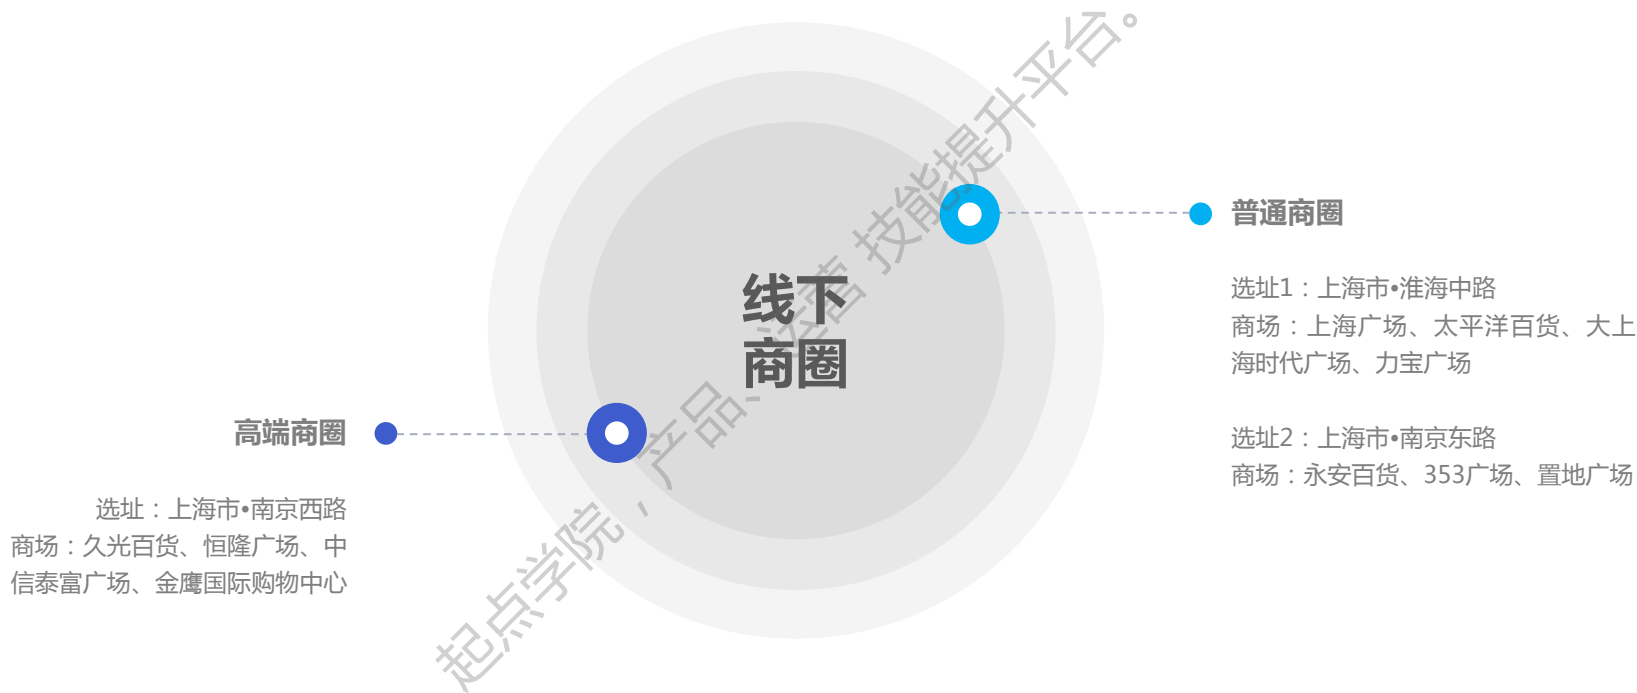 线下
商圈
普通商圈
选址1：上海市•淮海中路
商场：上海广场、太平洋百货、大上
海时代广场、力宝广场
选址2：上海市•南京东路
商场：永安百货、353广场、置地广场
高端商圈
选址：上海市•南京西路
商场：久光百货、恒隆广场、中
信泰富广场、金鹰国际购物中心
起点学院，产品、运营 技能提升平台。